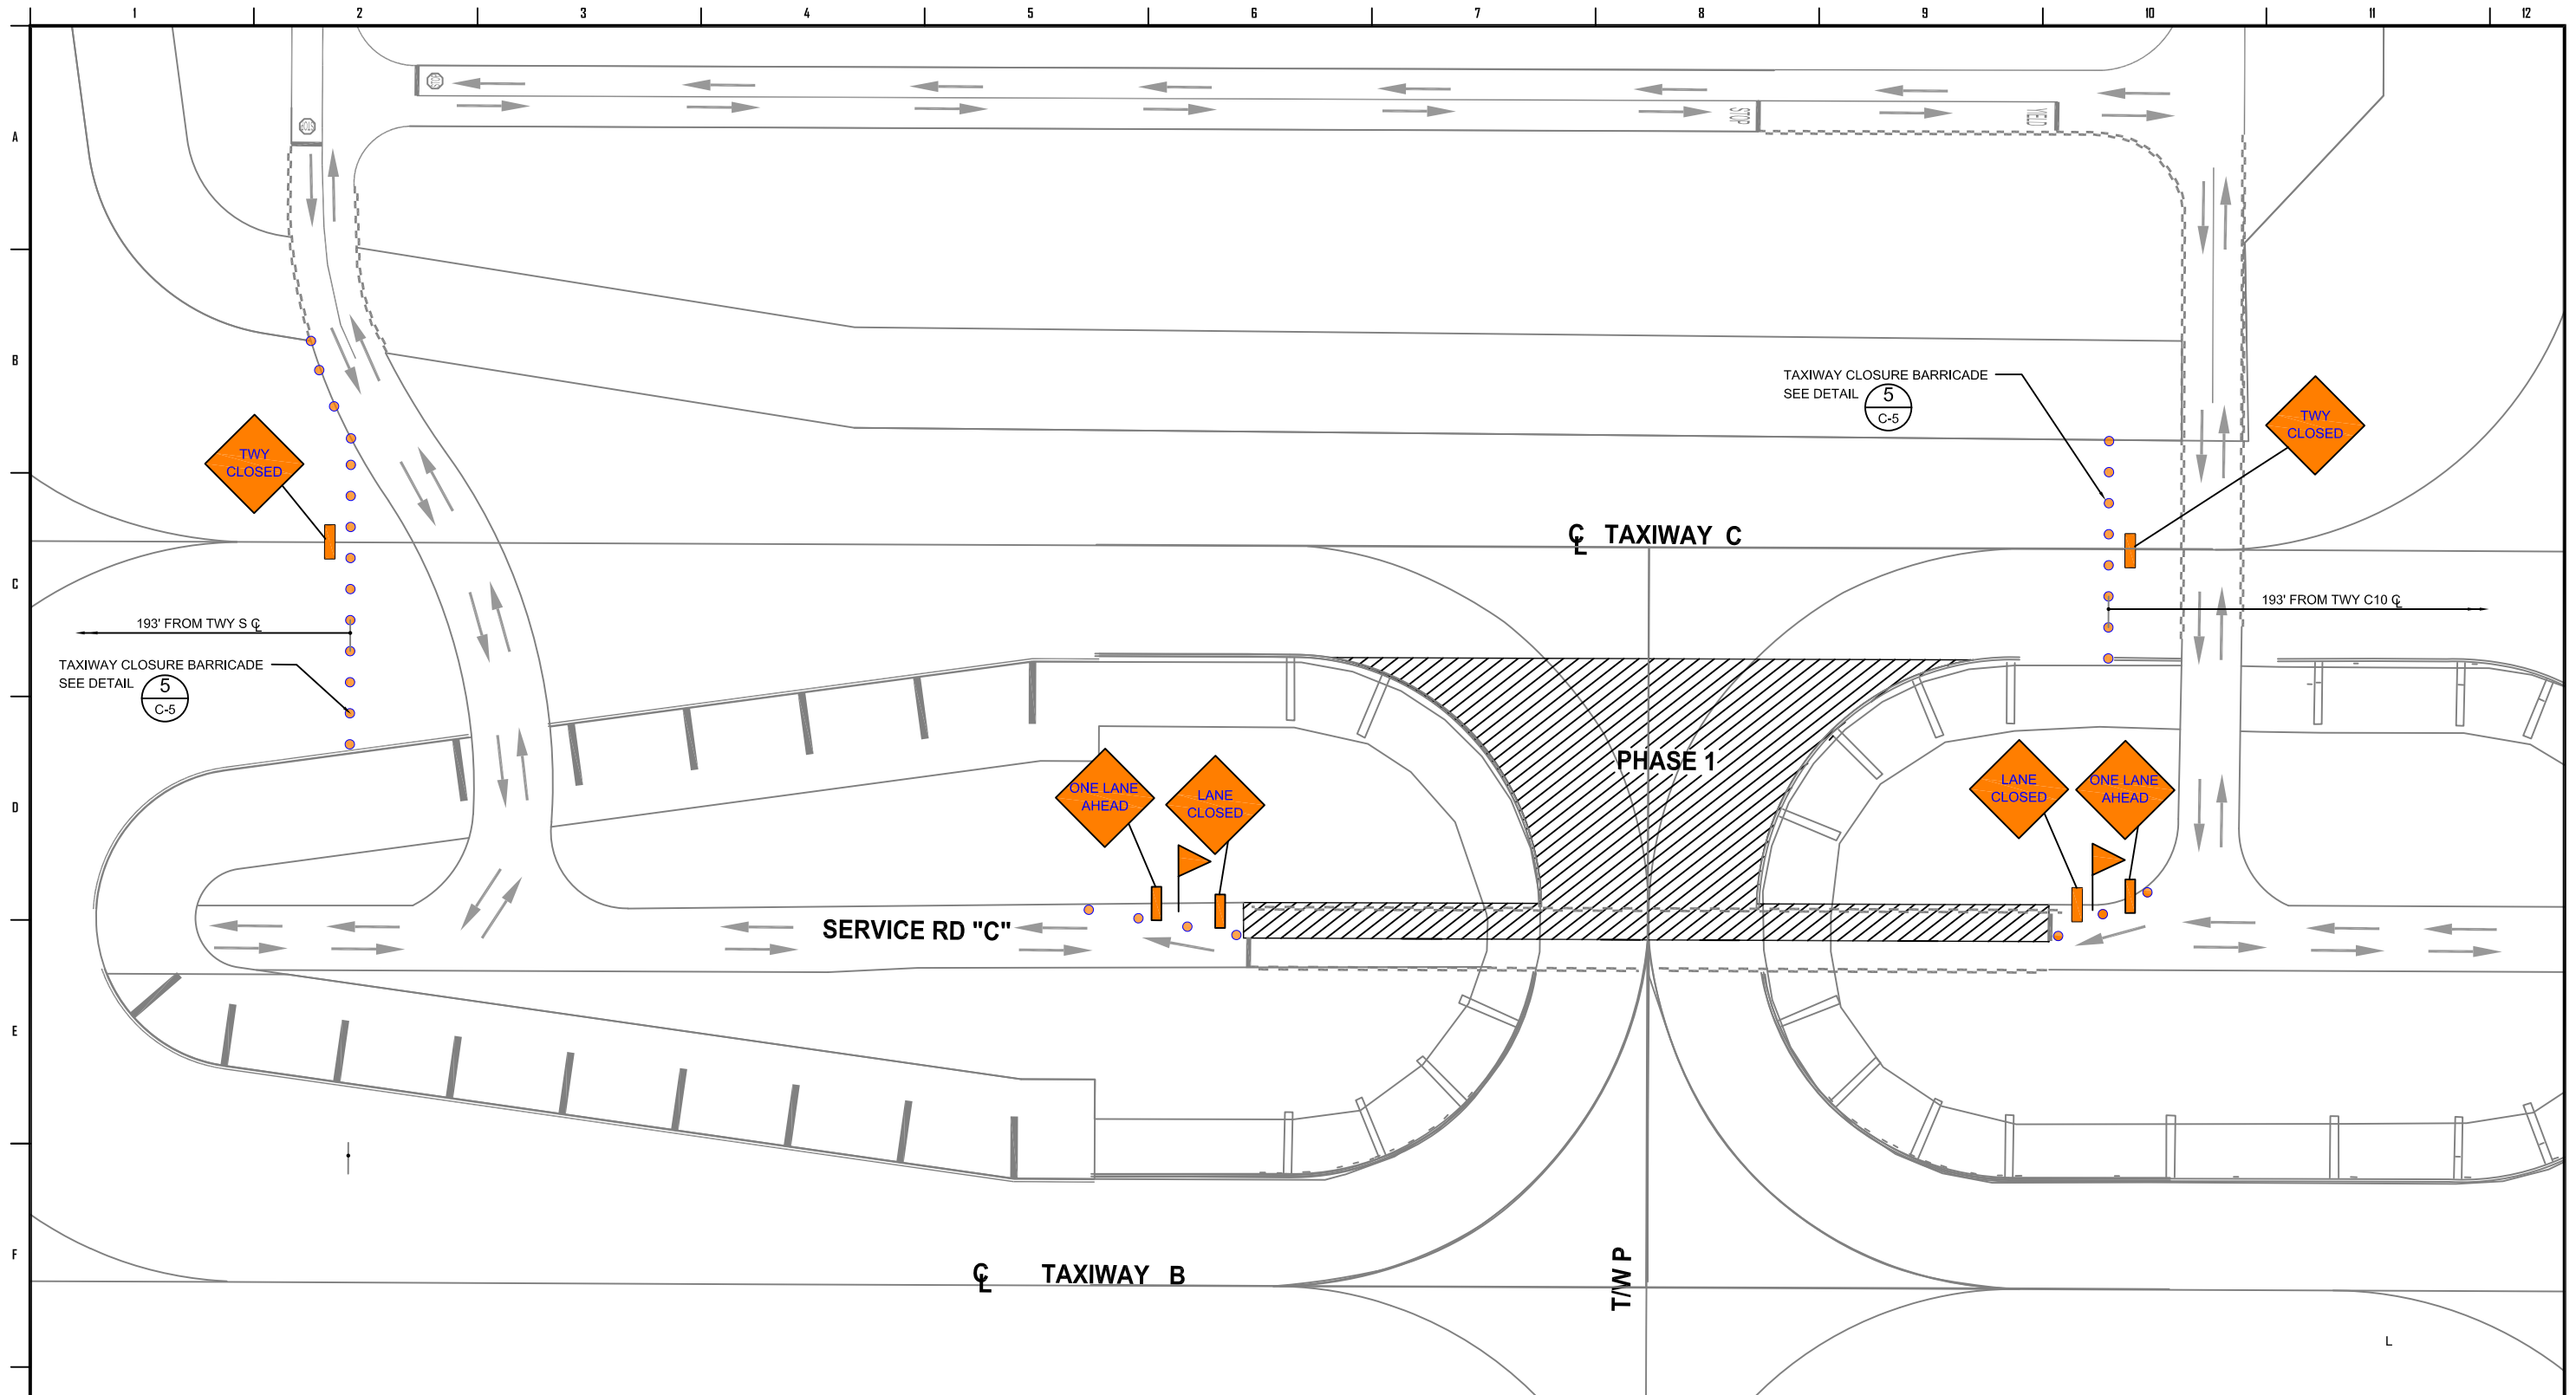 1 2 3 4 5 6 7 8 9 10 11 12
A
B
C
D
E
F
STOP
STOP
STOP
YIELD
TAXIWAY CLOSURE BARRICADE
SEE DETAIL
5
C-5
TWY
CLOSED
TWY
CLOSED
℄ TAXIWAY C
193' FROM TWY S ℄
193' FROM TWY C10 ℄
TAXIWAY CLOSURE BARRICADE
SEE DETAIL
5
C-5
PHASE 1
ONE LANE
AHEAD
LANE
CLOSED
LANE
CLOSED
ONE LANE
AHEAD
SERVICE RD "C"
℄ TAXIWAY B
T/W P
L